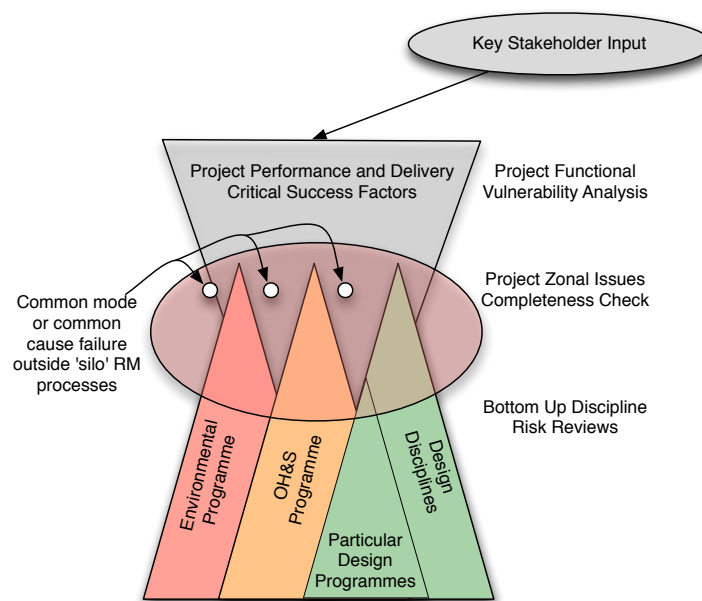 Key Stakeholder Input
Project Performance and Delivery
Critical Success Factors
Project Functional
Vulnerability Analysis
Project Zonal Issues
Completeness Check
Common mode
or common
cause failure
outside 'silo' RM
processes
Bottom Up Discipline
Risk Reviews
Environmental
Programme
OH&S
Programme
Particular
Design
Programmes
Design
Disciplines